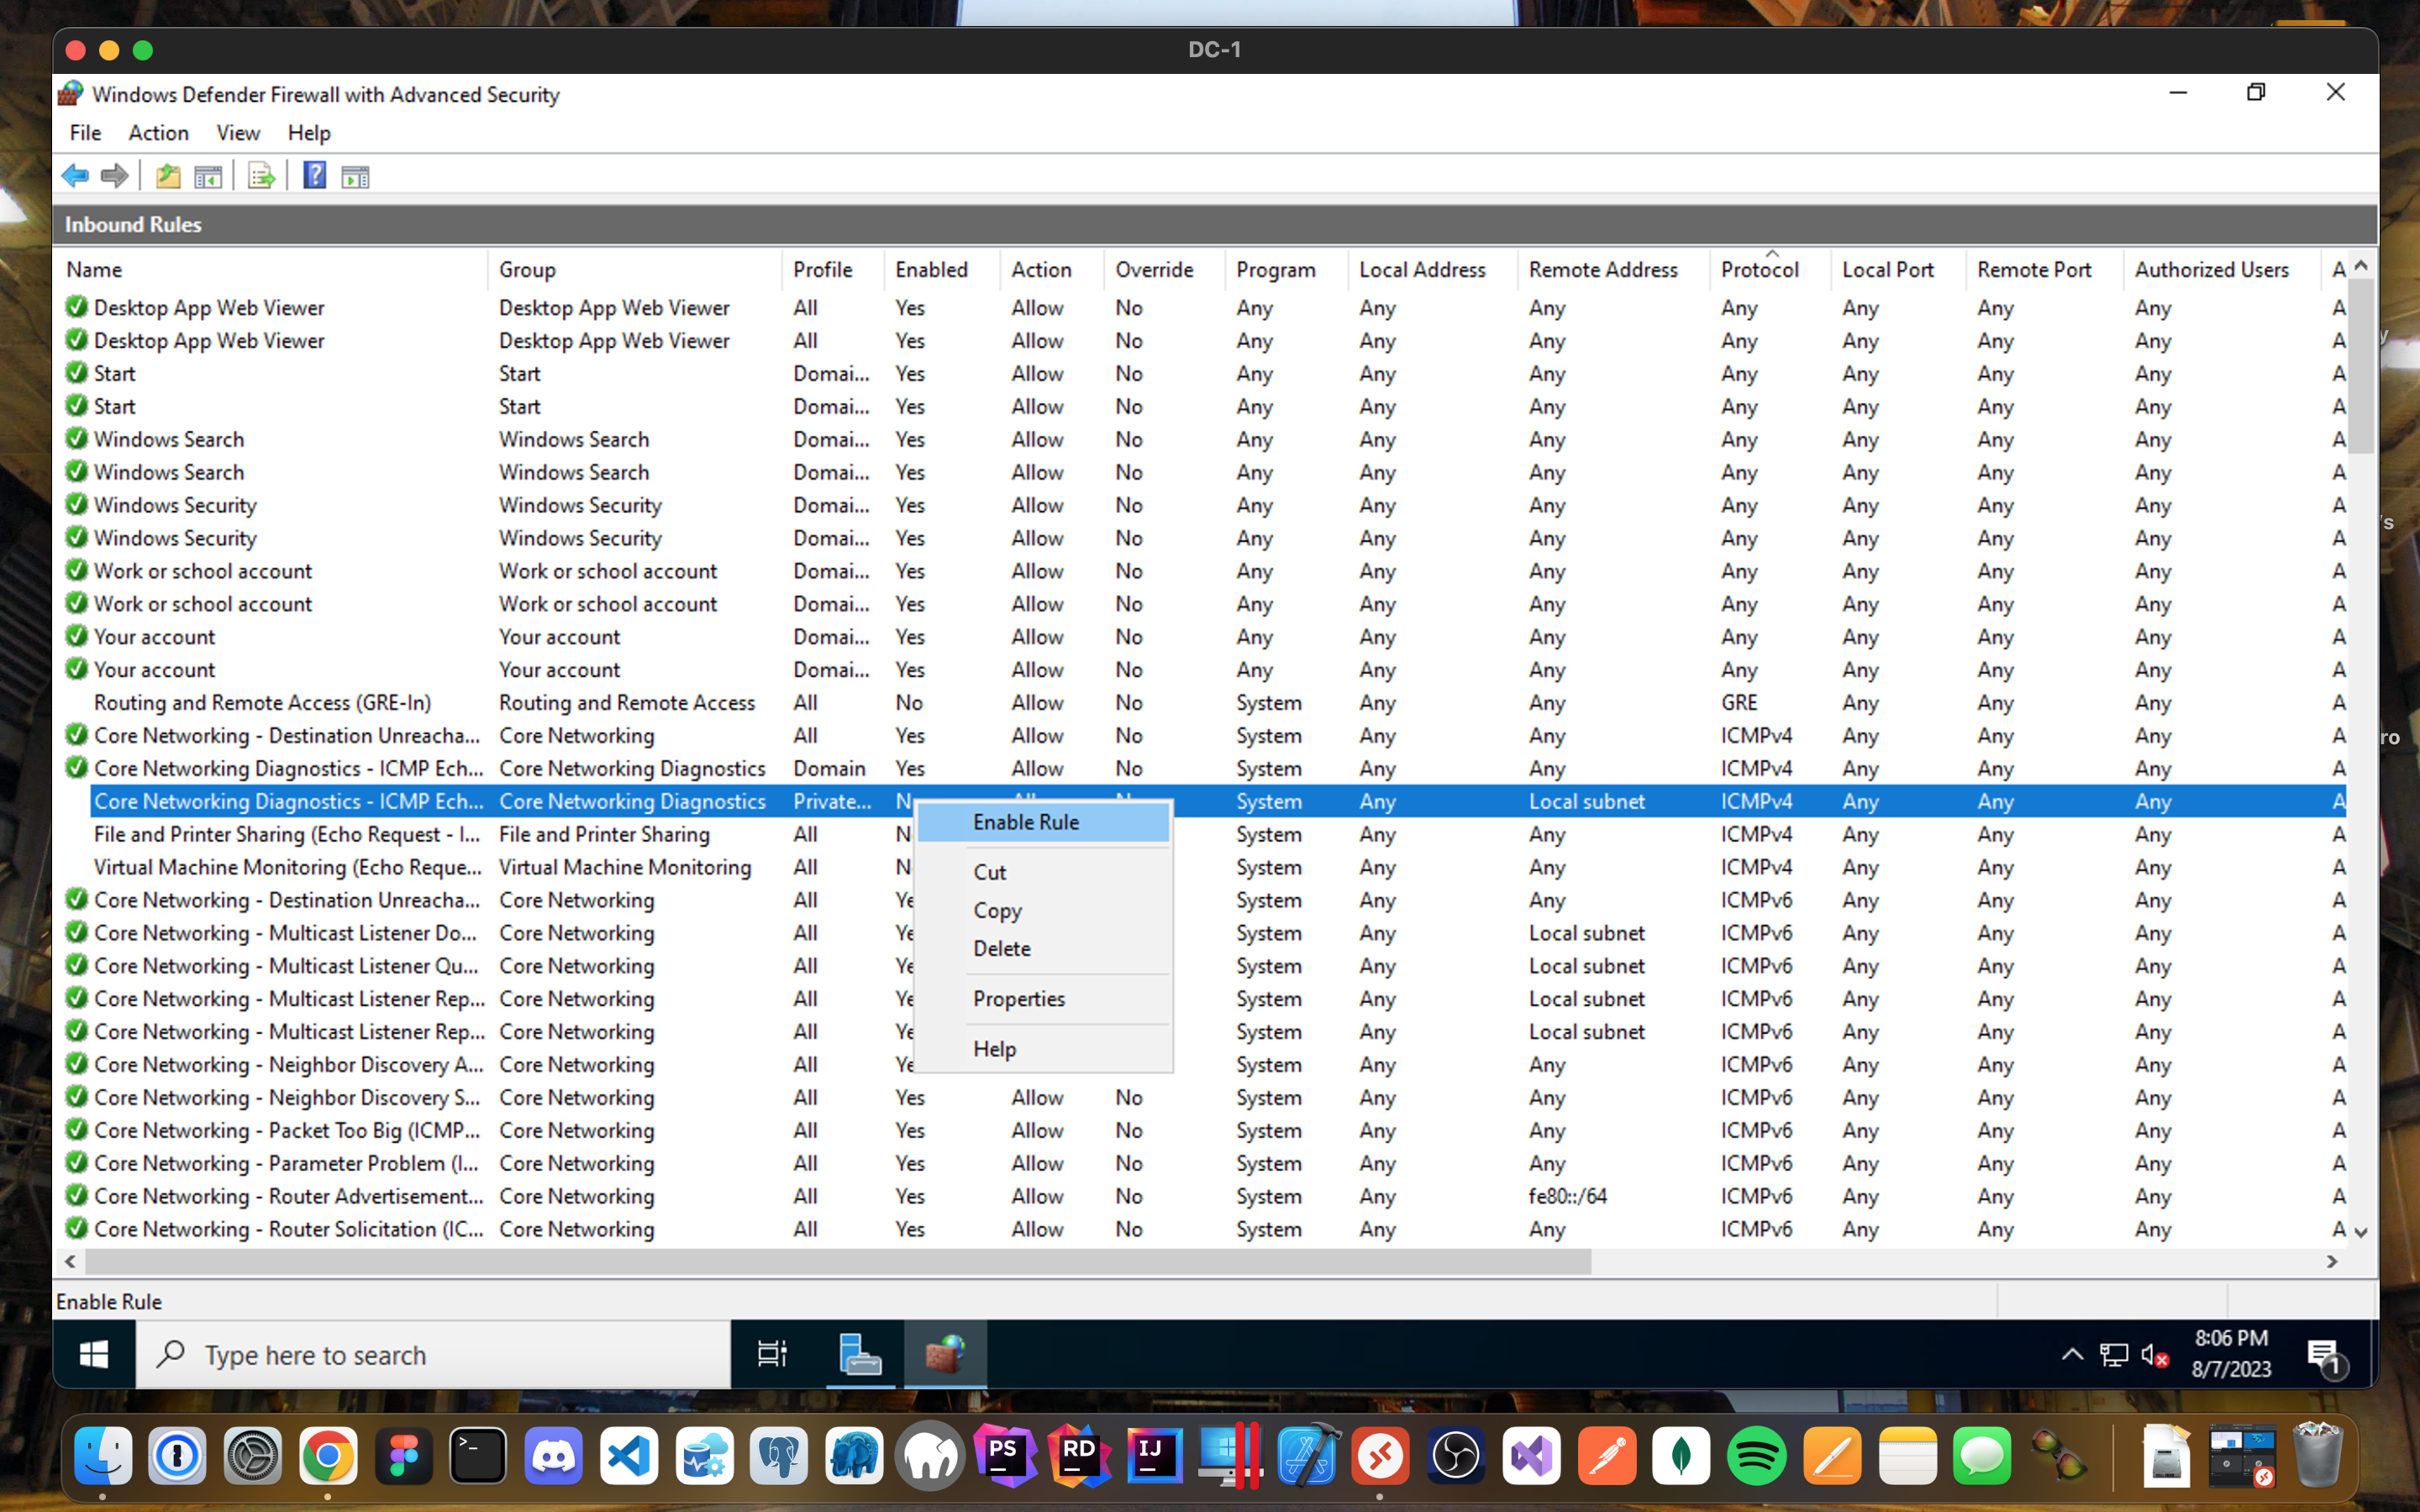 DC-1
Windows Defender Firewall with Advanced Security
File Action View Help
Inbound Rules
Name Group Profile Enabled Action Override Program Local Address Remote Address Protocol Local Port Remote Port Authorized Users A
Desktop App Web Viewer Desktop App Web Viewer All Yes Allow No Any Any Any Any Any Any Any A
Desktop App Web Viewer Desktop App Web Viewer All Yes Allow No Any Any Any Any Any Any Any A
Start Start Domai... Yes Allow No Any Any Any Any Any Any Any A
Start Start Domai... Yes Allow No Any Any Any Any Any Any Any A
Windows Search Windows Search Domai... Yes Allow No Any Any Any Any Any Any Any A
Windows Search Windows Search Domai... Yes Allow No Any Any Any Any Any Any Any A
Windows Security Windows Security Domai... Yes Allow No Any Any Any Any Any Any Any A
Windows Security Windows Security Domai... Yes Allow No Any Any Any Any Any Any Any A
Work or school account Work or school account Domai... Yes Allow No Any Any Any Any Any Any Any A
Work or school account Work or school account Domai... Yes Allow No Any Any Any Any Any Any Any A
Your account Your account Domai... Yes Allow No Any Any Any Any Any Any Any A
Your account Your account Domai... Yes Allow No Any Any Any Any Any Any Any A
Routing and Remote Access (GRE-In) Routing and Remote Access All No Allow No System Any Any GRE Any Any Any A
Core Networking - Destination Unreacha... Core Networking All Yes Allow No System Any Any ICMPv4 Any Any Any A
Core Networking Diagnostics - ICMP Ech... Core Networking Diagnostics Domain Yes Allow No System Any Any ICMPv4 Any Any Any A
Core Networking Diagnostics - ICMP Ech... Core Networking Diagnostics Private... System Any Local subnet ICMPv4 Any Any Any A
File and Printer Sharing (Echo Request - I... File and Printer Sharing All System Any Any ICMPv4 Any Any Any A
Virtual Machine Monitoring (Echo Reque... Virtual Machine Monitoring All System Any Any ICMPv4 Any Any Any A
Core Networking - Destination Unreacha... Core Networking All Ye System Any Any ICMPv6 Any Any Any A
Core Networking - Multicast Listener Do... Core Networking All Ye System Any Local subnet ICMPv6 Any Any Any A
Core Networking - Multicast Listener Qu... Core Networking All Ye System Any Local subnet ICMPv6 Any Any Any A
Core Networking - Multicast Listener Rep... Core Networking All Ye System Any Local subnet ICMPv6 Any Any Any A
Core Networking - Multicast Listener Rep... Core Networking All Ye System Any Local subnet ICMPv6 Any Any Any A
Core Networking - Neighbor Discovery A... Core Networking All Ye System Any Any ICMPv6 Any Any Any A
Core Networking - Neighbor Discovery S... Core Networking All Yes Allow No System Any Any ICMPv6 Any Any Any A
Core Networking - Packet Too Big (ICMP... Core Networking All Yes Allow No System Any Any ICMPv6 Any Any Any A
Core Networking - Parameter Problem (I... Core Networking All Yes Allow No System Any Any ICMPv6 Any Any Any A
Core Networking - Router Advertisement... Core Networking All Yes Allow No System Any fe80::/64 ICMPv6 Any Any Any A
Core Networking - Router Solicitation (IC... Core Networking All Yes Allow No System Any Any ICMPv6 Any Any Any A
Enable Rule
Cut
Copy
Delete
Properties
Help
Enable Rule
Type here to search
8:06 PM
8/7/2023
1
PS
RD
IJ